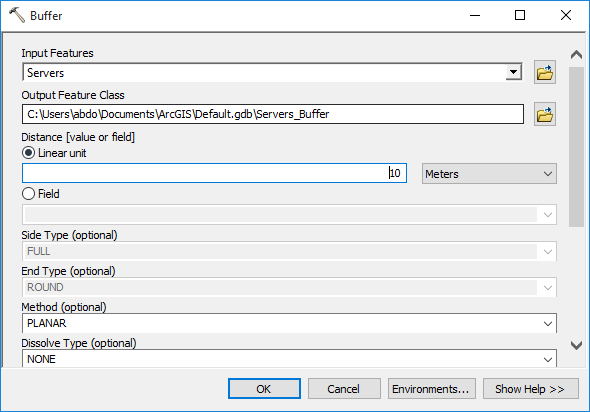 Buffer
Input Features
Servers
Output Feature Class
C:\Users\abdo\Documents\ArcGIS\Default.gdb\Servers_Buffer
Distance [value or field]
Linear unit
10 Meters
Field
Side Type (optional)
FULL
End Type (optional)
ROUND
Method (optional)
PLANAR
Dissolve Type (optional)
NONE
OK Cancel Environments... Show Help >>